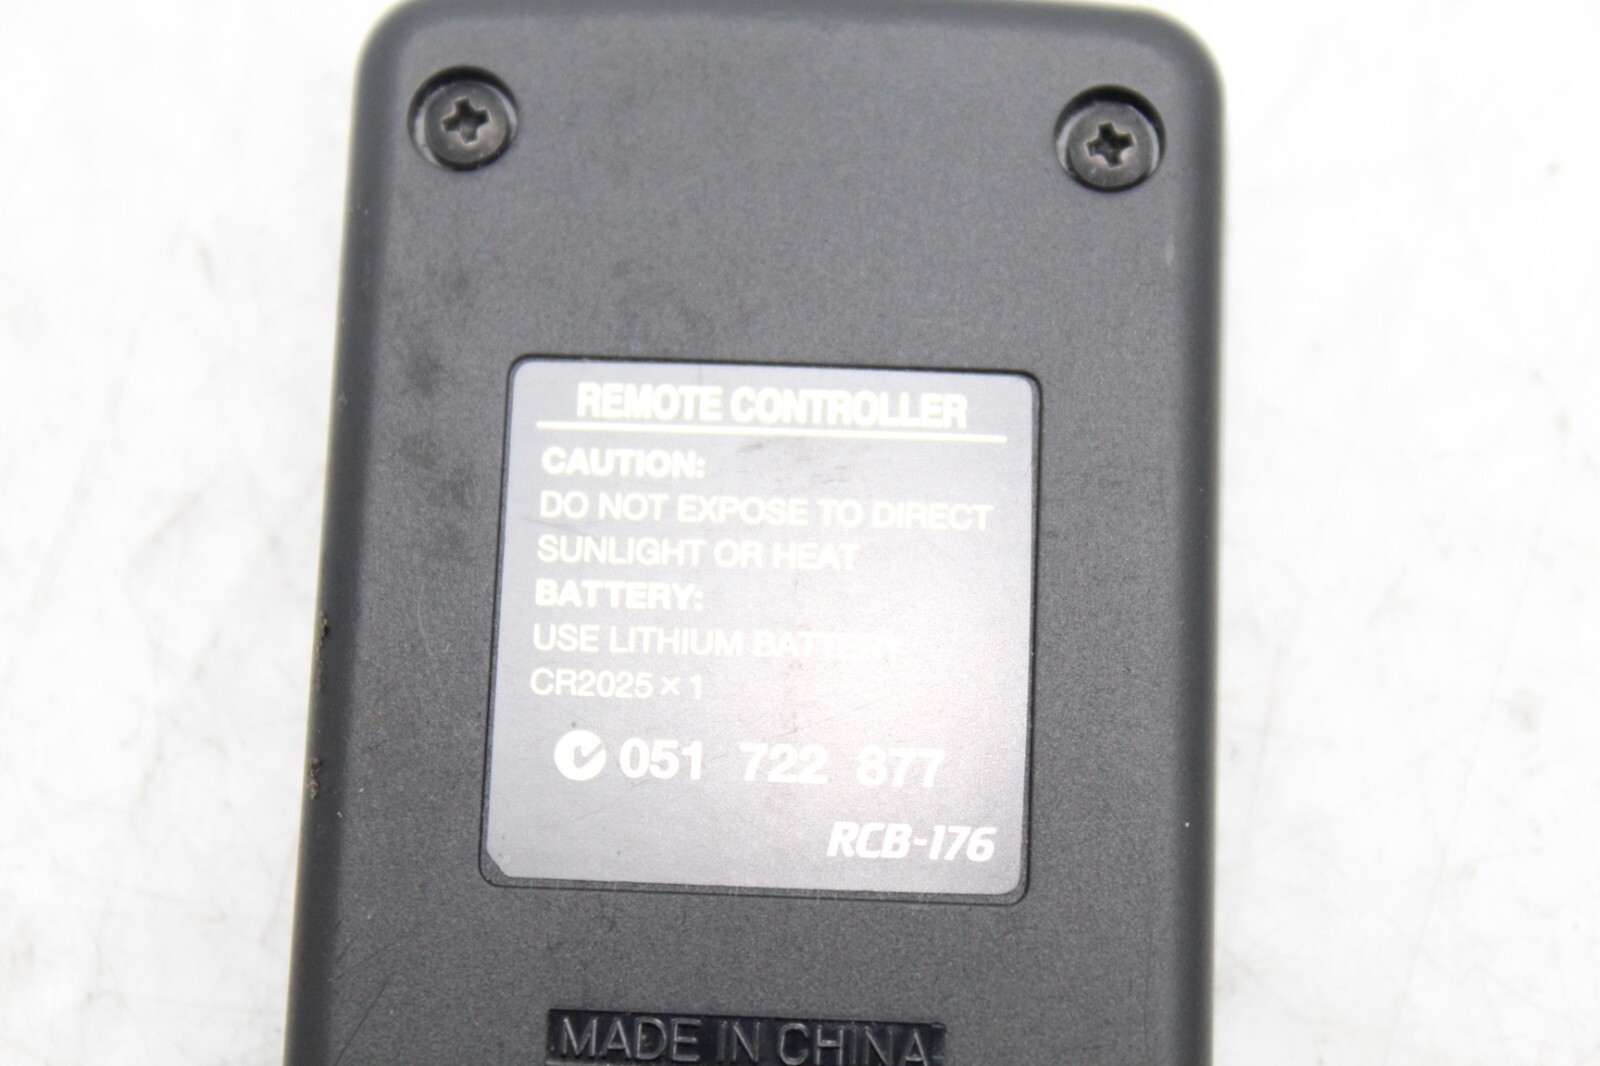 REMOTE CONTROLLER
CAUTION:
DO NOT EXPOSE TO DIRECT
SUNLIGHT OR HEAT
BATTERY:
USE LITHIUM BATTERY
CR2025×1
051 722 877
RCB-176
MADE IN CHINA